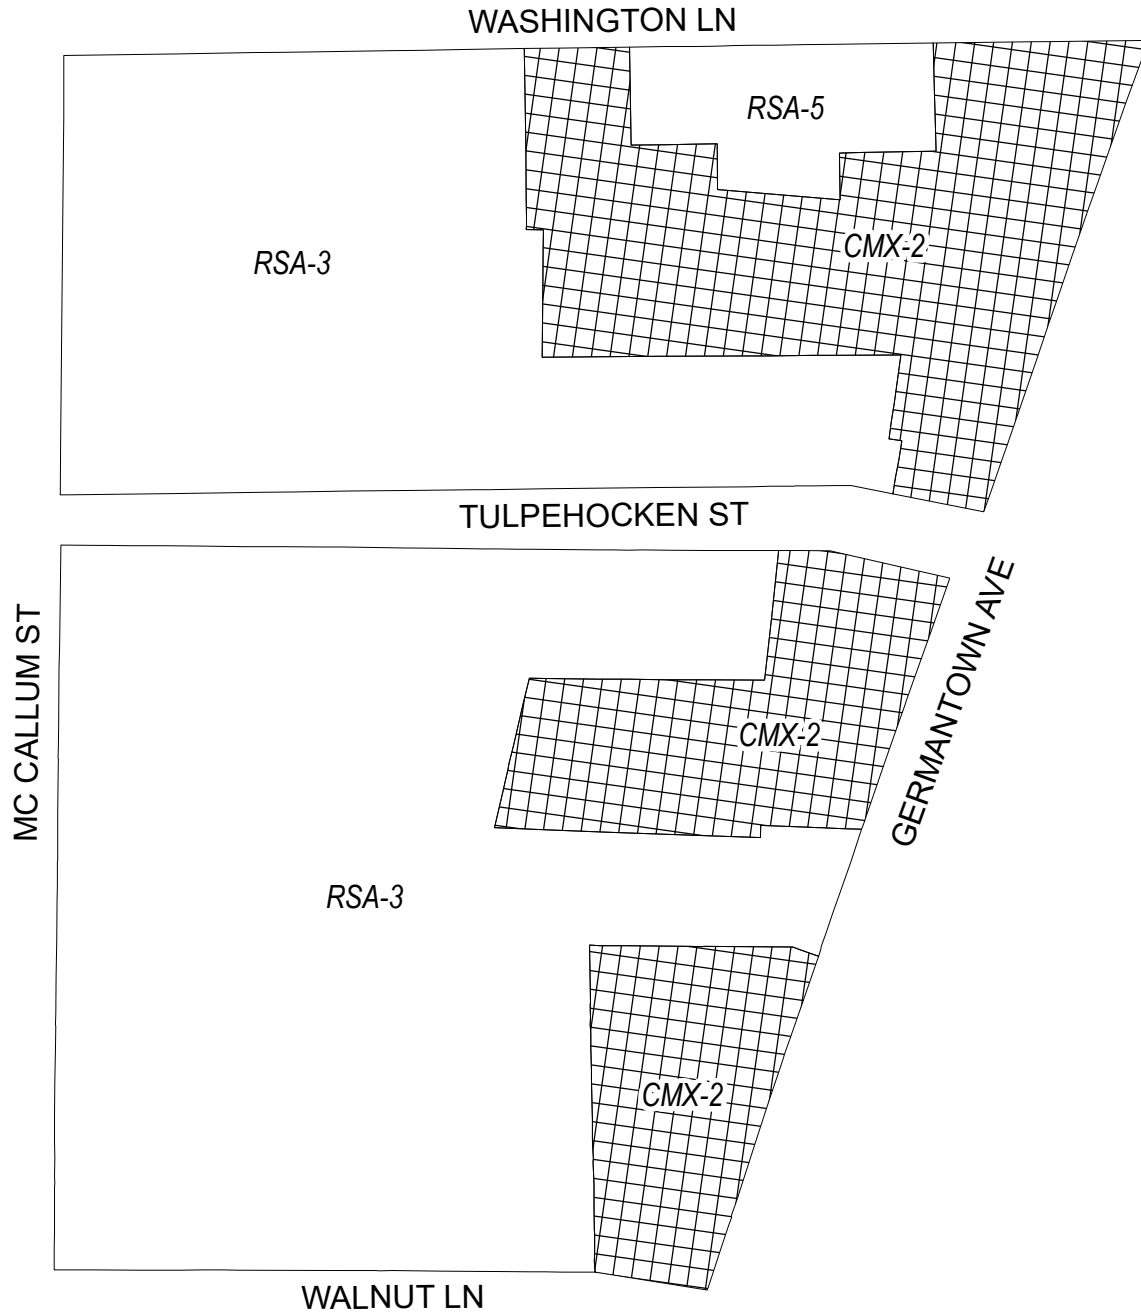 WASHINGTON LN
RSA-5
CMX-2
RSA-3
TULPEHOCKEN ST
MC CALLUM ST
GERMANTOWN AVE
CMX-2
RSA-3
CMX-2
WALNUT LN